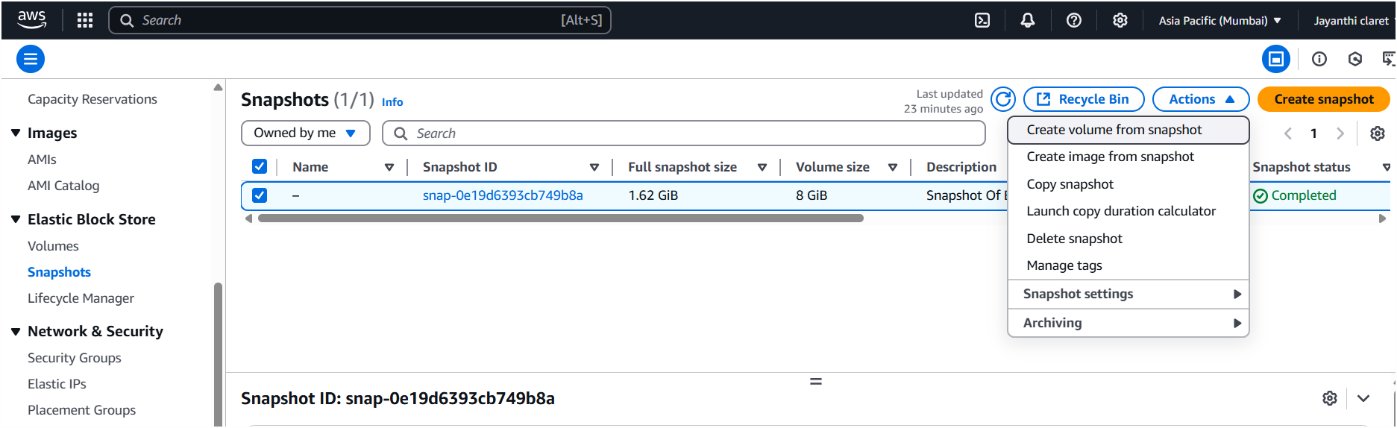 aws
Search [Alt+S]
Asia Pacific (Mumbai) Jayanthi claret
Capacity Reservations
Images
AMIs
AMI Catalog
Elastic Block Store
Volumes
Snapshots
Lifecycle Manager
Network & Security
Security Groups
Elastic IPs
Placement Groups
Snapshots (1/1) Info
Last updated
23 minutes ago
Recycle Bin
Actions
Create snapshot
Owned by me
Search
1
Name Snapshot ID Full snapshot size Volume size Description Snapshot status
– snap-0e19d6393cb749b8a 1.62 GiB 8 GiB Snapshot Of Completed
Create volume from snapshot
Create image from snapshot
Copy snapshot
Launch copy duration calculator
Delete snapshot
Manage tags
Snapshot settings
Archiving
Snapshot ID: snap-0e19d6393cb749b8a